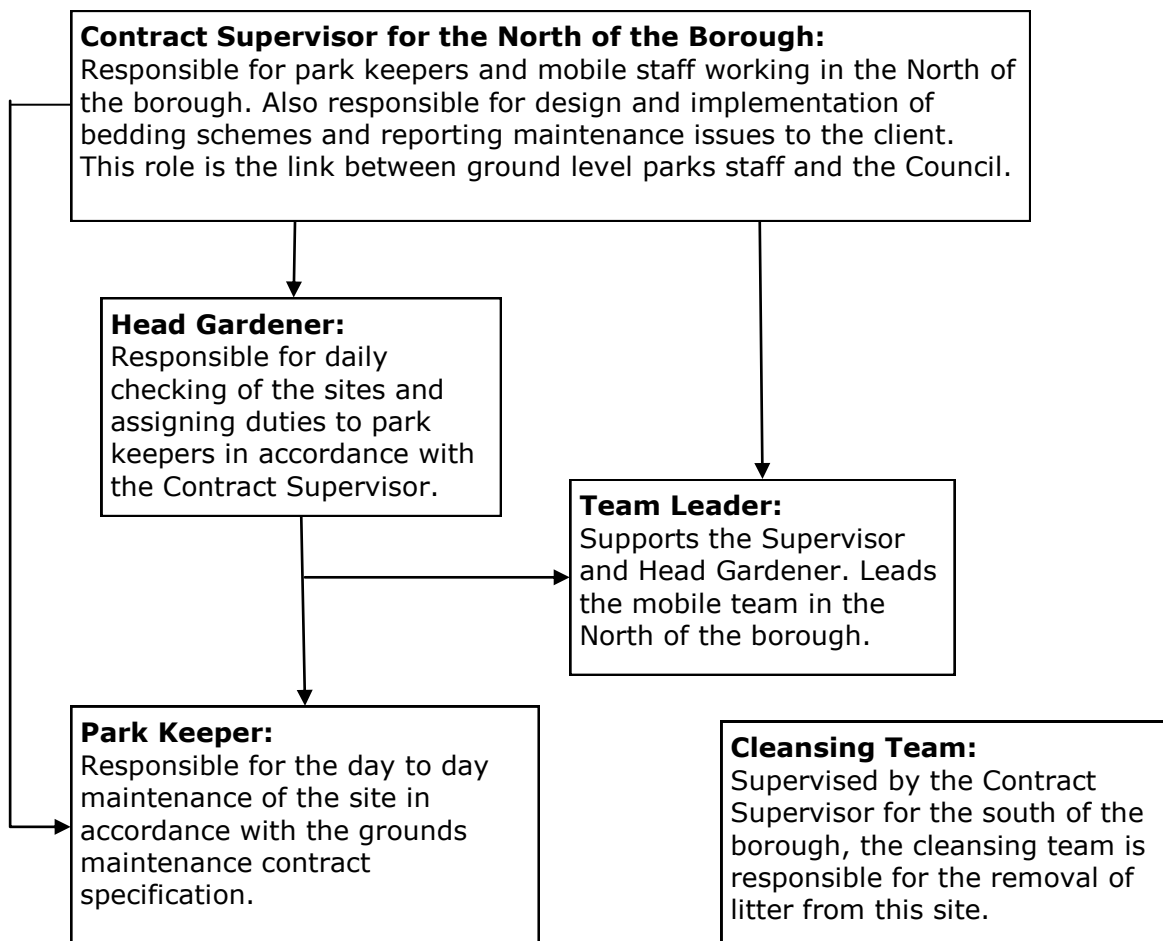 Contract Supervisor for the North of the Borough:
Responsible for park keepers and mobile staff working in the North of
the borough. Also responsible for design and implementation of
bedding schemes and reporting maintenance issues to the client.
This role is the link between ground level parks staff and the Council.
Head Gardener:
Responsible for daily
checking of the sites and
assigning duties to park
keepers in accordance with
the Contract Supervisor.
Team Leader:
Supports the Supervisor
and Head Gardener. Leads
the mobile team in the
North of the borough.
Park Keeper:
Responsible for the day to day
maintenance of the site in
accordance with the grounds
maintenance contract
specification.
Cleansing Team:
Supervised by the Contract
Supervisor for the south of the
borough, the cleansing team is
responsible for the removal of
litter from this site.